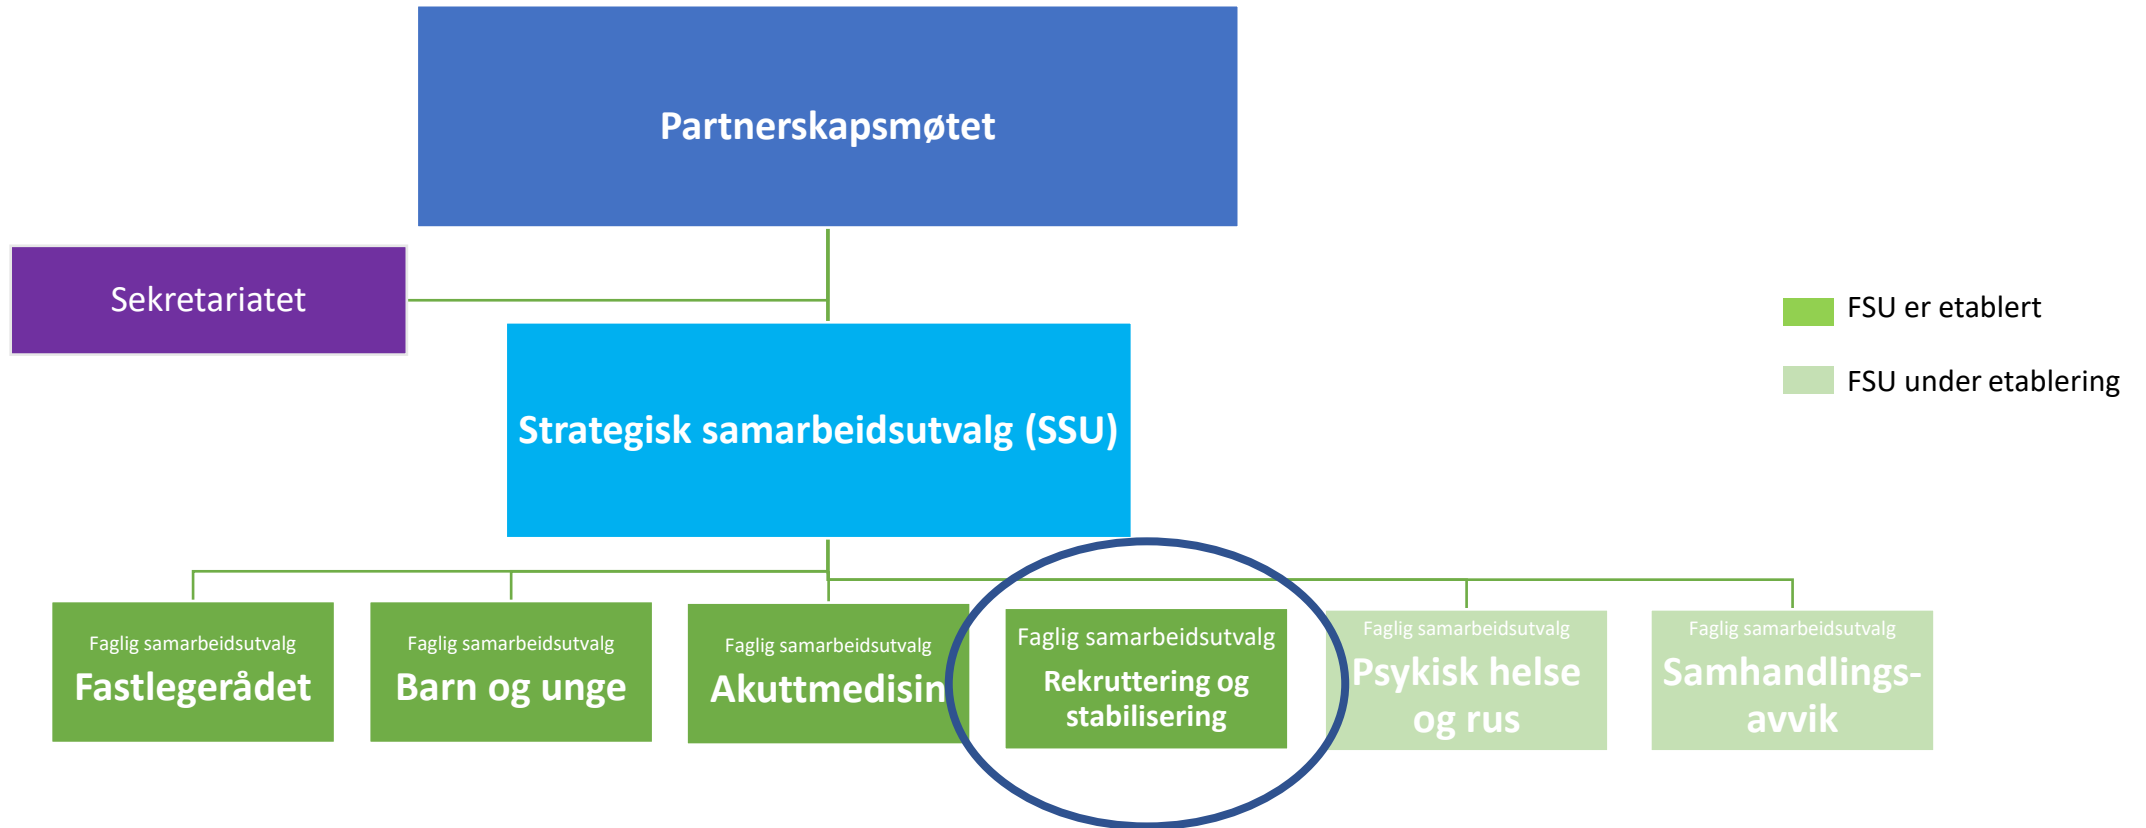 Partnerskapsmøtet
Sekretariatet
FSU er etablert
FSU under etablering
Strategisk samarbeidsutvalg (SSU)
Faglig samarbeidsutvalg
Fastlegerådet
Faglig samarbeidsutvalg
Barn og unge
Faglig samarbeidsutvalg
Akuttmedisin
Faglig samarbeidsutvalg
Rekruttering og
stabilisering
Faglig samarbeidsutvalg
Psykisk helse
og rus
Faglig samarbeidsutvalg
Samhandlings-
avvik